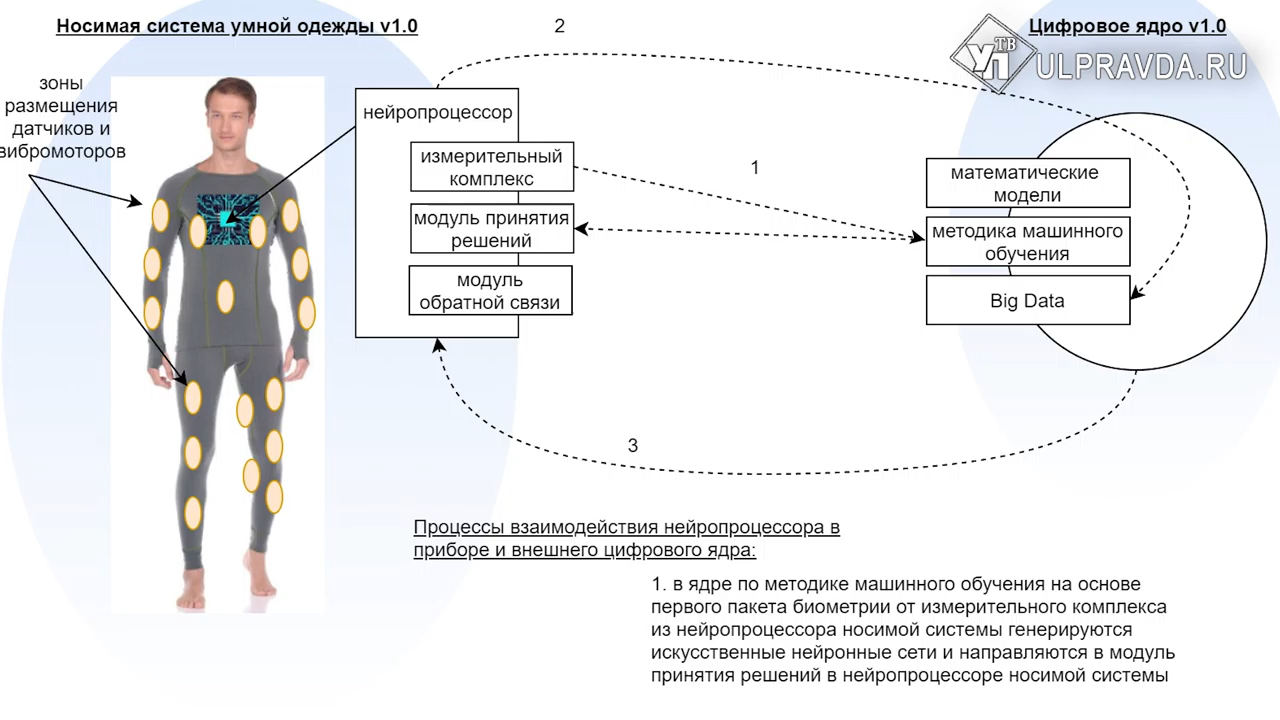 Носимая система умной одежды v1.0
2
Цифровое ядро v1.0
УП ТВ
ULPRAVDA.RU
зоны
размещения
датчиков и
вибромоторов
нейропроцессор
измерительный
комплекс
модуль принятия
решений
модуль
обратной связи
1
математические
модели
методика машинного
обучения
Big Data
3
Процессы взаимодействия нейропроцессора в
приборе и внешнего цифрового ядра:
1. в ядре по методике машинного обучения на основе
первого пакета биометрии от измерительного комплекса
из нейропроцессора носимой системы генерируются
искусственные нейронные сети и направляются в модуль
принятия решений в нейропроцессоре носимой системы